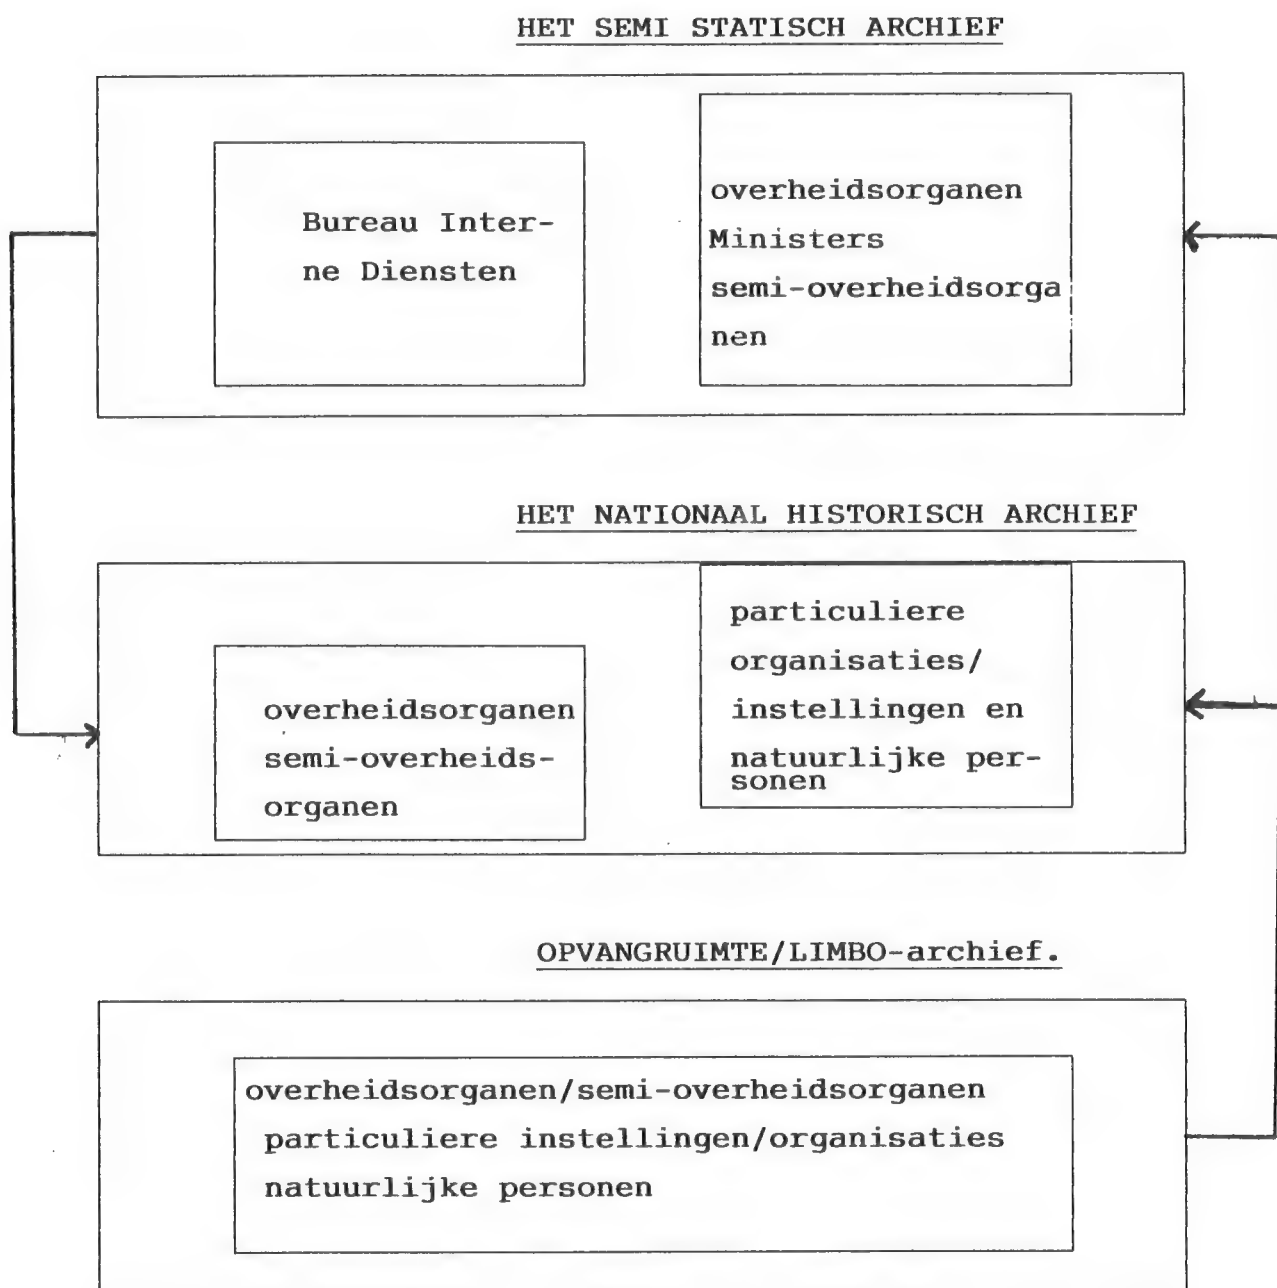 HET SEMI STATISCH ARCHIEF
Bureau Inter-
ne Diensten
overheidsorganen
Ministers
semi-overheidsorga
nen
HET NATIONAAL HISTORISCH ARCHIEF
overheidsorganen
semi-overheids-
organen
particuliere
organisaties/
instellingen en
natuurlijke per-
sonen
OPVANGRUIMTE/LIMBO-archief.
overheidsorganen/semi-overheidsorganen
particuliere instellingen/organisaties
natuurlijke personen